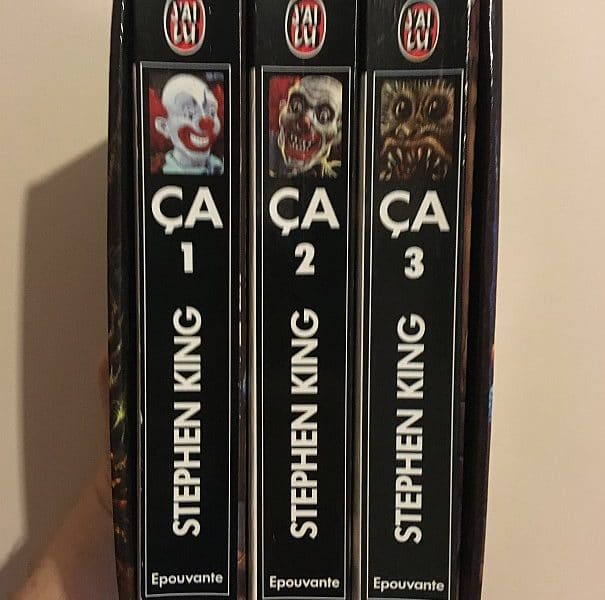 J'AI
LU
ÇA
1
STEPHEN KING
Epouvante
J'AI
LU
ÇA
2
STEPHEN KING
Epouvante
J'AI
LU
ÇA
3
STEPHEN KING
Epouvante